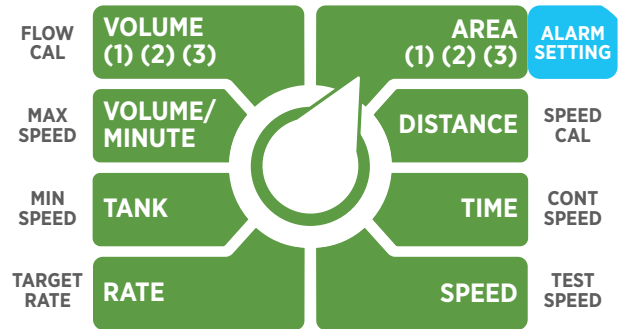 FLOW
CAL
VOLUME
(1) (2) (3)
AREA
(1) (2) (3)
ALARM
SETTING
MAX
SPEED
VOLUME/
MINUTE
DISTANCE
SPEED
CAL
MIN
SPEED
TANK
TIME
CONT
SPEED
TARGET
RATE
RATE
SPEED
TEST
SPEED